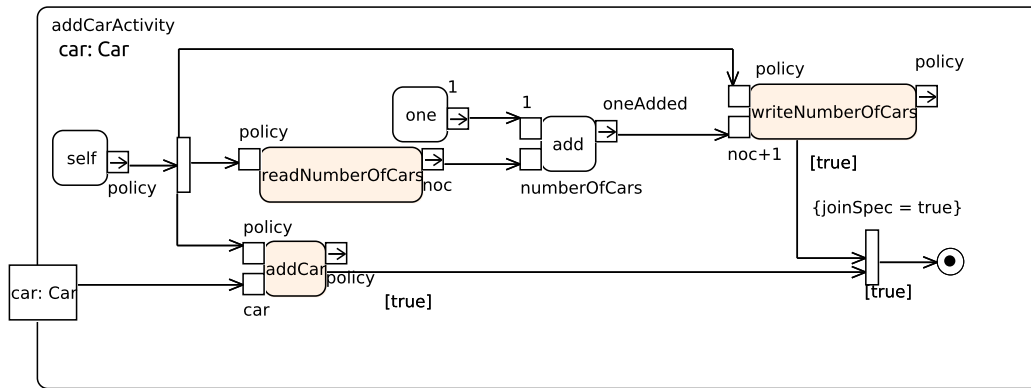 addCarActivity
car: Car
policy
policy
1
1
oneAdded
one
writeNumberOfCars
policy
add
self
noc+1
[true]
policy
readNumberOfCars
noc
numberOfCars
{joinSpec = true}
policy
addCar
policy
car: Car
[true]
car
[true]